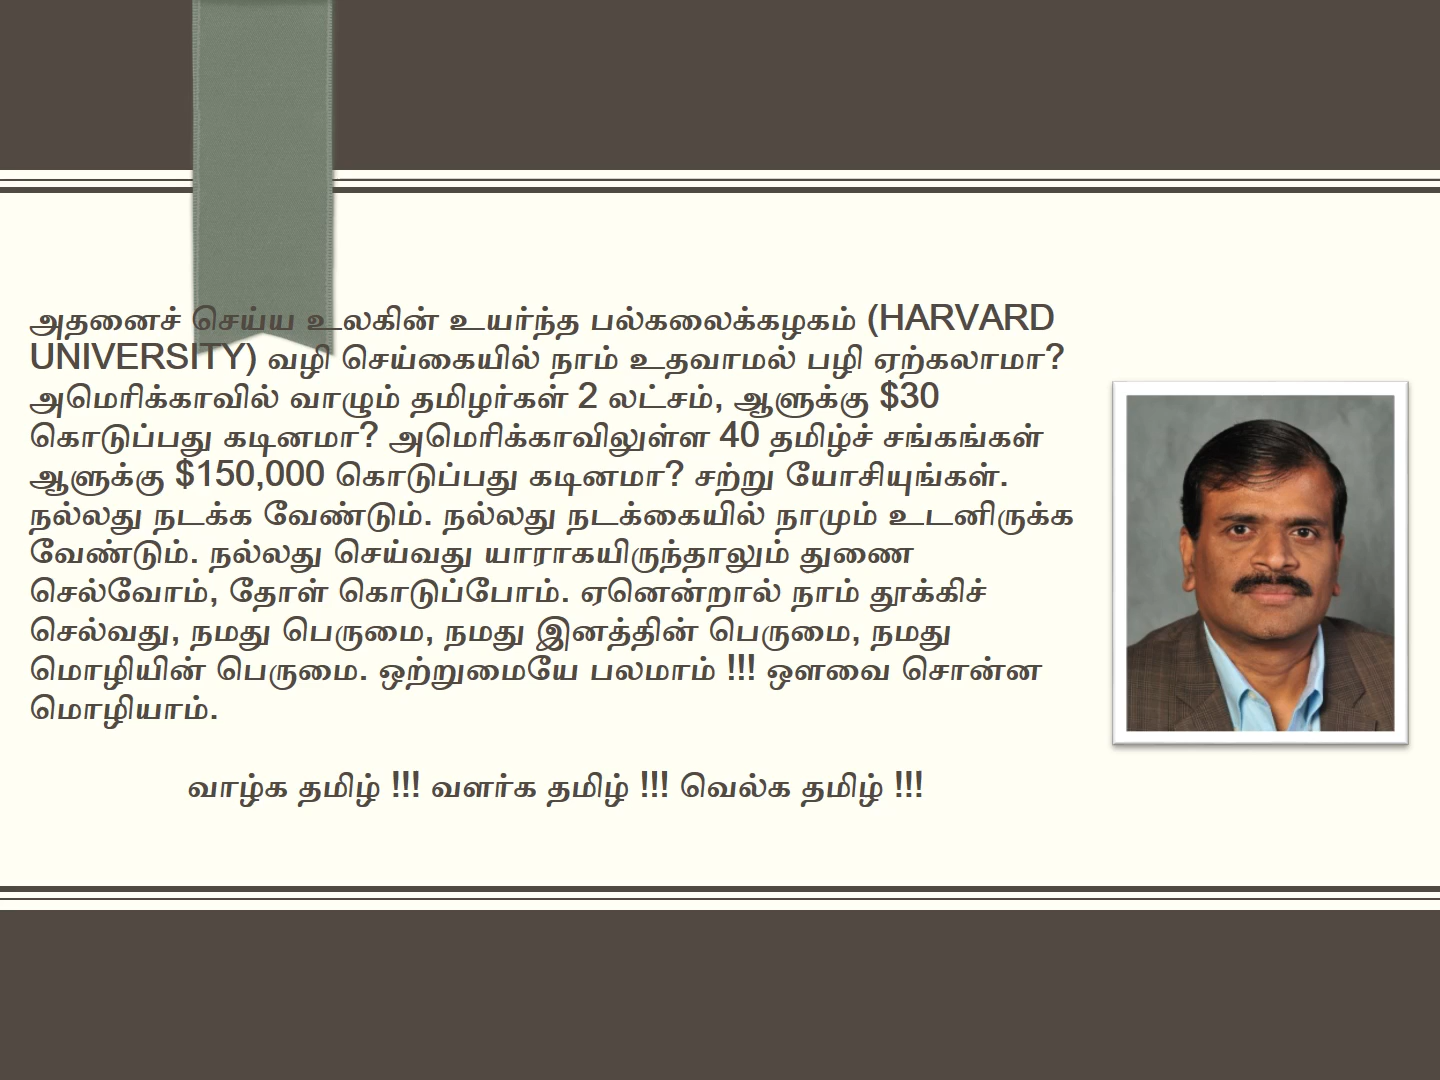 அதனைச் செய்ய உலகின் உயர்ந்த பல்கலைக்கழகம் (HARVARD
UNIVERSITY) வழி செய்கையில் நாம் உதவாமல் பழி ஏற்கலாமா?
அமெரிக்காவில் வாழும் தமிழர்கள் 2 லட்சம், ஆளுக்கு $30
கொடுப்பது கடினமா? அமெரிக்காவிலுள்ள 40 தமிழ்ச் சங்கங்கள்
ஆளுக்கு $150,000 கொடுப்பது கடினமா? சற்று யோசியுங்கள்.
நல்லது நடக்க வேண்டும். நல்லது நடக்கையில் நாமும் உடனிருக்க
வேண்டும். நல்லது செய்வது யாராகயிருந்தாலும் துணை
செல்வோம், தோள் கொடுப்போம். ஏனென்றால் நாம் தூக்கிச்
செல்வது, நமது பெருமை, நமது இனத்தின் பெருமை, நமது
மொழியின் பெருமை. ஒற்றுமையே பலமாம் !!! ஔவை சொன்ன
மொழியாம்.
வாழ்க தமிழ் !!! வளர்க தமிழ் !!! வெல்க தமிழ் !!!